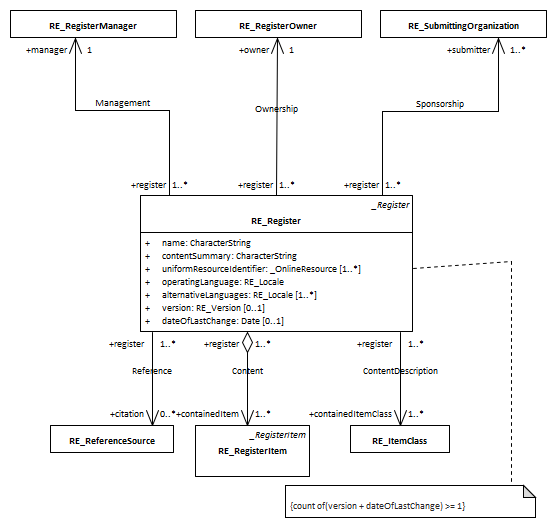 RE_RegisterManager
RE_RegisterOwner
RE_SubmittingOrganization
+manager 1
+owner 1
+submitter 1..*
Management
Ownership
Sponsorship
+register 1..*
+register 1..*
+register 1..*
_Register
RE_Register
+ name: CharacterString
+ contentSummary: CharacterString
+ uniformResourceIdentifier: _OnlineResource [1..*]
+ operatingLanguage: RE_Locale
+ alternativeLanguages: RE_Locale [1..*]
+ version: RE_Version [0..1]
+ dateOfLastChange: Date [0..1]
+register 1..*
+register 1..*
+register 1..*
Reference
Content
ContentDescription
+citation 0..*
+containedItem 1..*
+containedItemClass 1..*
RE_ReferenceSource
_RegisterItem
RE_RegisterItem
RE_ItemClass
{count of(version + dateOfLastChange) >= 1}